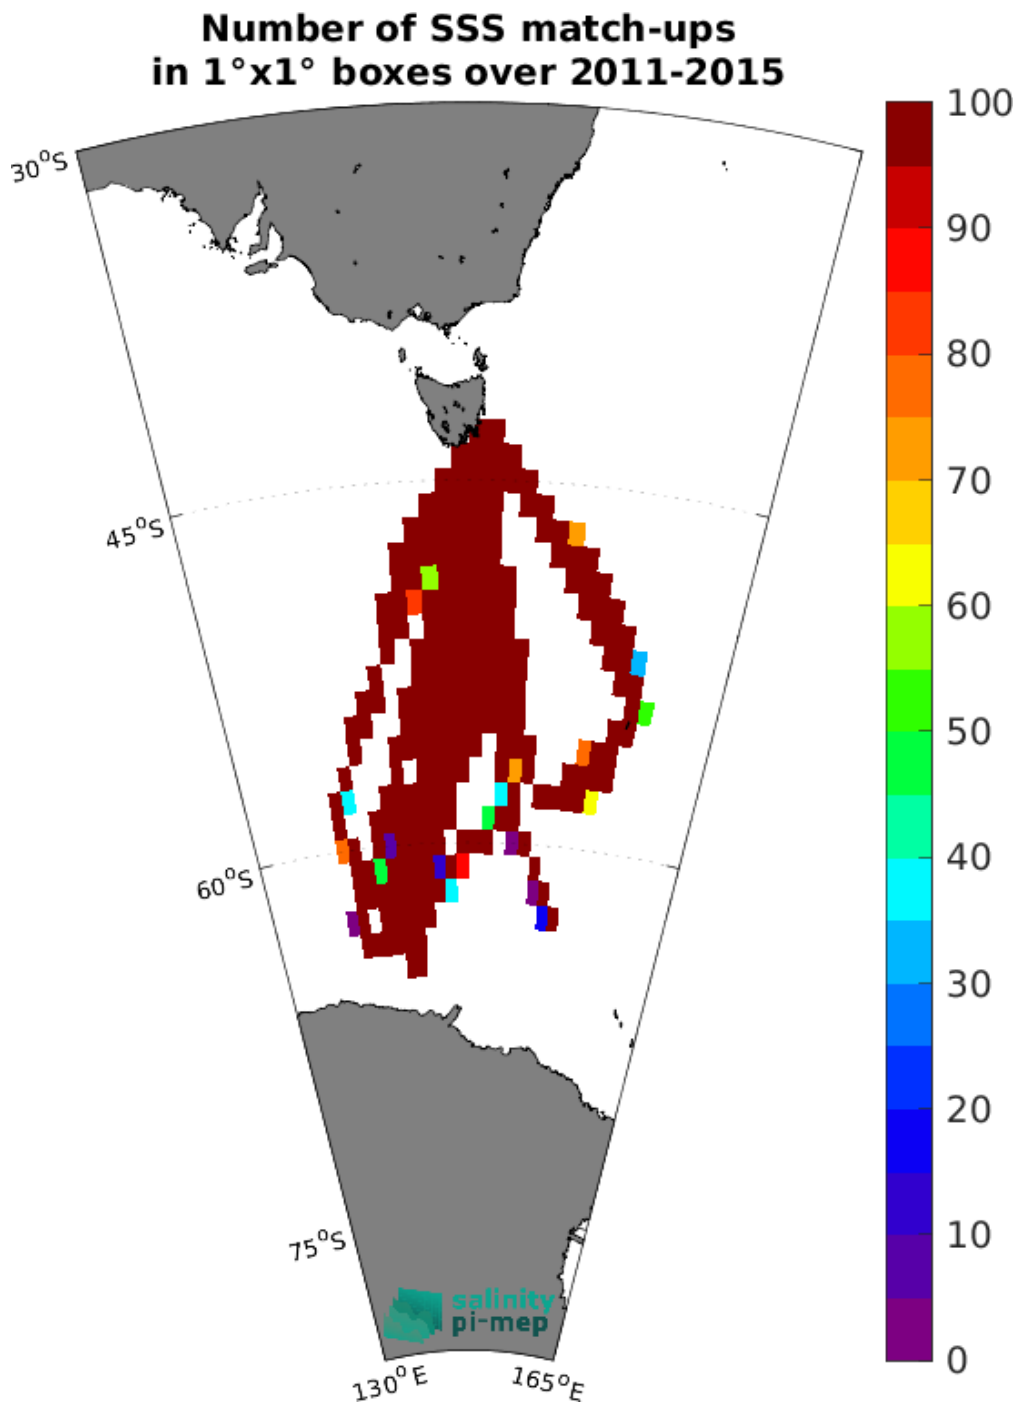 Number of SSS match-ups
in 1°x1° boxes over 2011-2015
30°S
45°S
60°S
75°S
130°E
165°E
100
90
80
70
60
50
40
30
20
10
0
salinity
pi-mep